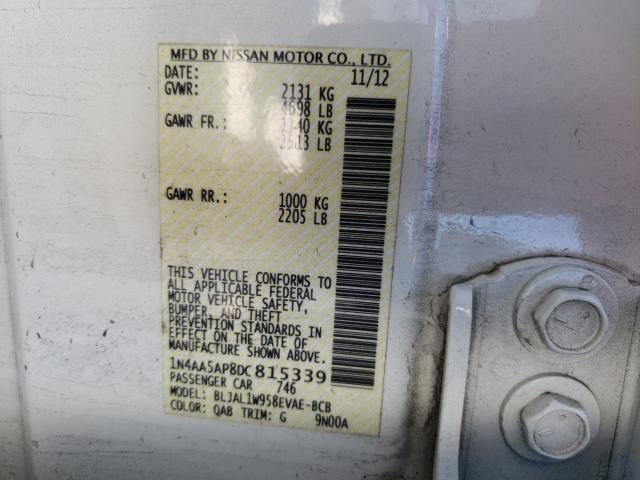 MFD BY NISSAN MOTOR CO., LTD.
DATE: 11/12
GVWR: 2131 KG
4698 LB
GAWR FR.: 1140 KG
2513 LB
GAWR RR.: 1000 KG
2205 LB
THIS VEHICLE CONFORMS TO
ALL APPLICABLE FEDERAL
MOTOR VEHICLE SAFETY,
BUMPER, AND THEFT
PREVENTION STANDARDS IN
EFFECT ON THE DATE OF
MANUFACTURE SHOWN ABOVE.
1N4AA5AP8DC815339
PASSENGER CAR 746
MODEL: BLJAL1W958EVAE-BCB
COLOR: QAB TRIM: G 9N00A